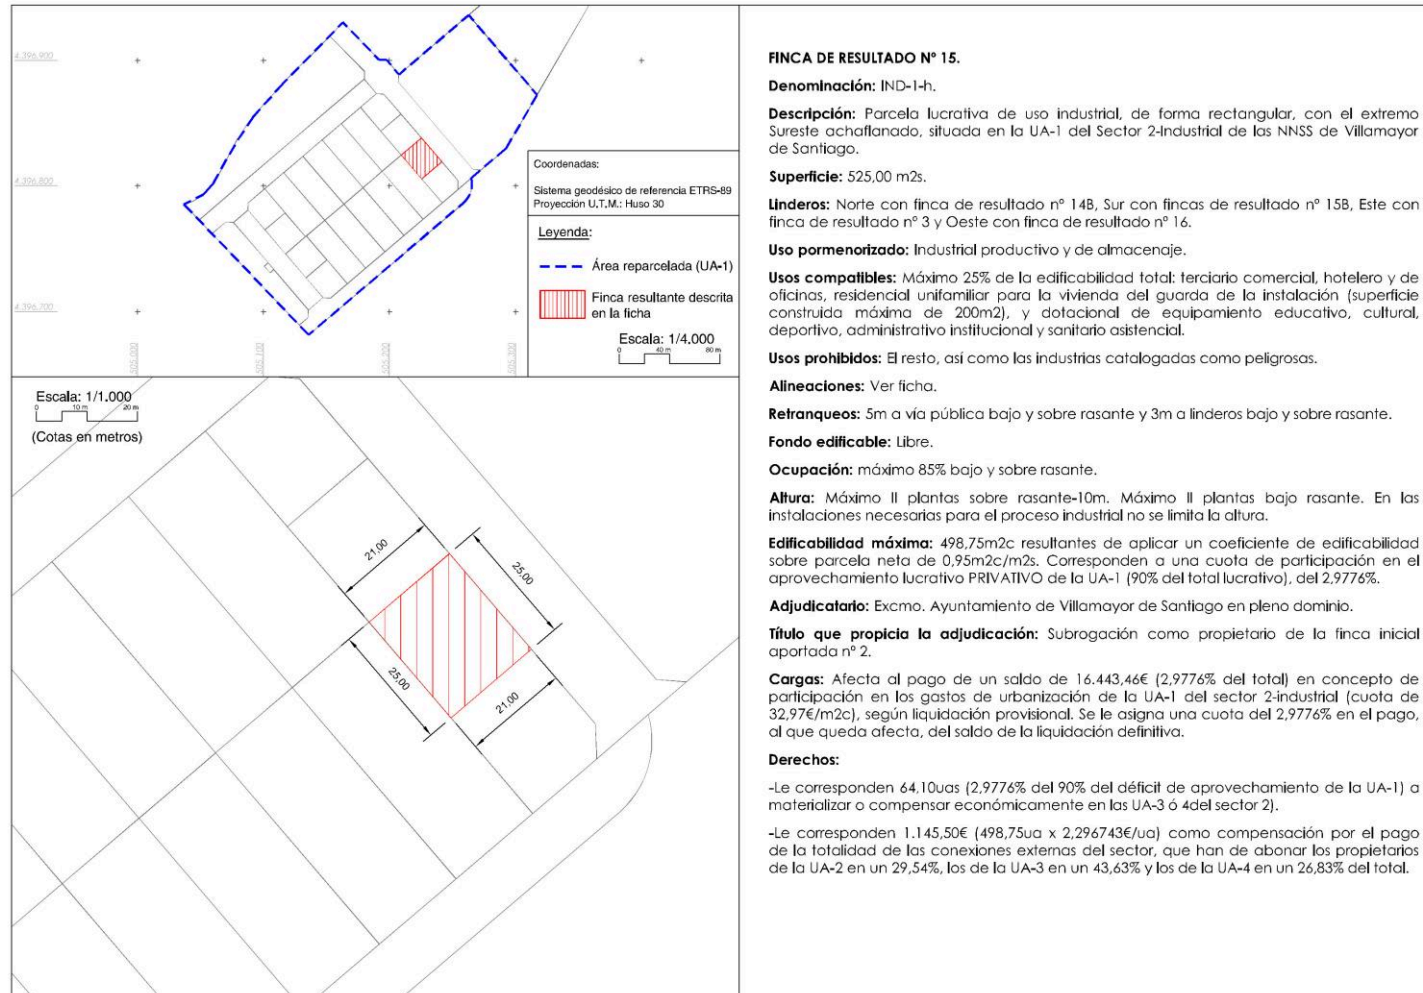 4.396.900
4.396.800
4.396.700
505.000
505.100
505.200
505.300
Coordenadas:
Sistema geodésico de referencia ETRS-89
Proyección U.T.M.: Huso 30
Leyenda:
Área reparcelada (UA-1)
Finca resultante descrita
en la ficha
Escala: 1/4.000
0 40 m 80 m
Escala: 1/1.000
0 10 m 20 m
(Cotas en metros)
21,00
25,00
25,00
21,00
FINCA DE RESULTADO Nº 15.
Denominación: IND-1-h.
Descripción: Parcela lucrativa de uso industrial, de forma rectangular, con el extremo
Sureste achaflanado, situada en la UA-1 del Sector 2-Industrial de las NNSS de Villamayor
de Santiago.
Superficie: 525,00 m2s.
Linderos: Norte con finca de resultado nº 14B, Sur con fincas de resultado nº 15B, Este con
finca de resultado nº 3 y Oeste con finca de resultado nº 16.
Uso pormenorizado: Industrial productivo y de almacenaje.
Usos compatibles: Máximo 25% de la edificabilidad total: terciario comercial, hotelero y de
oficinas, residencial unifamiliar para la vivienda del guarda de la instalación (superficie
construida máxima de 200m2), y dotacional de equipamiento educativo, cultural,
deportivo, administrativo institucional y sanitario asistencial.
Usos prohibidos: El resto, así como las industrias catalogadas como peligrosas.
Alineaciones: Ver ficha.
Retranqueos: 5m a vía pública bajo y sobre rasante y 3m a linderos bajo y sobre rasante.
Fondo edificable: Libre.
Ocupación: máximo 85% bajo y sobre rasante.
Altura: Máximo II plantas sobre rasante-10m. Máximo II plantas bajo rasante. En las
instalaciones necesarias para el proceso industrial no se limita la altura.
Edificabilidad máxima: 498,75m2c resultantes de aplicar un coeficiente de edificabilidad
sobre parcela neta de 0,95m2c/m2s. Corresponden a una cuota de participación en el
aprovechamiento lucrativo PRIVATIVO de la UA-1 (90% del total lucrativo), del 2,9776%.
Adjudicatario: Excmo. Ayuntamiento de Villamayor de Santiago en pleno dominio.
Título que propicia la adjudicación: Subrogación como propietario de la finca inicial
aportada nº 2.
Cargas: Afecta al pago de un saldo de 16.443,46€ (2,9776% del total) en concepto de
participación en los gastos de urbanización de la UA-1 del sector 2-industrial (cuota de
32,97€/m2c), según liquidación provisional. Se le asigna una cuota del 2,9776% en el pago,
al que queda afecta, del saldo de la liquidación definitiva.
Derechos:
-Le corresponden 64,10uas (2,9776% del 90% del déficit de aprovechamiento de la UA-1) a
materializar o compensar económicamente en las UA-3 ó 4del sector 2).
-Le corresponden 1.145,50€ (498,75ua x 2,296743€/ua) como compensación por el pago
de la totalidad de las conexiones externas del sector, que han de abonar los propietarios
de la UA-2 en un 29,54%, los de la UA-3 en un 43,63% y los de la UA-4 en un 26,83% del total.